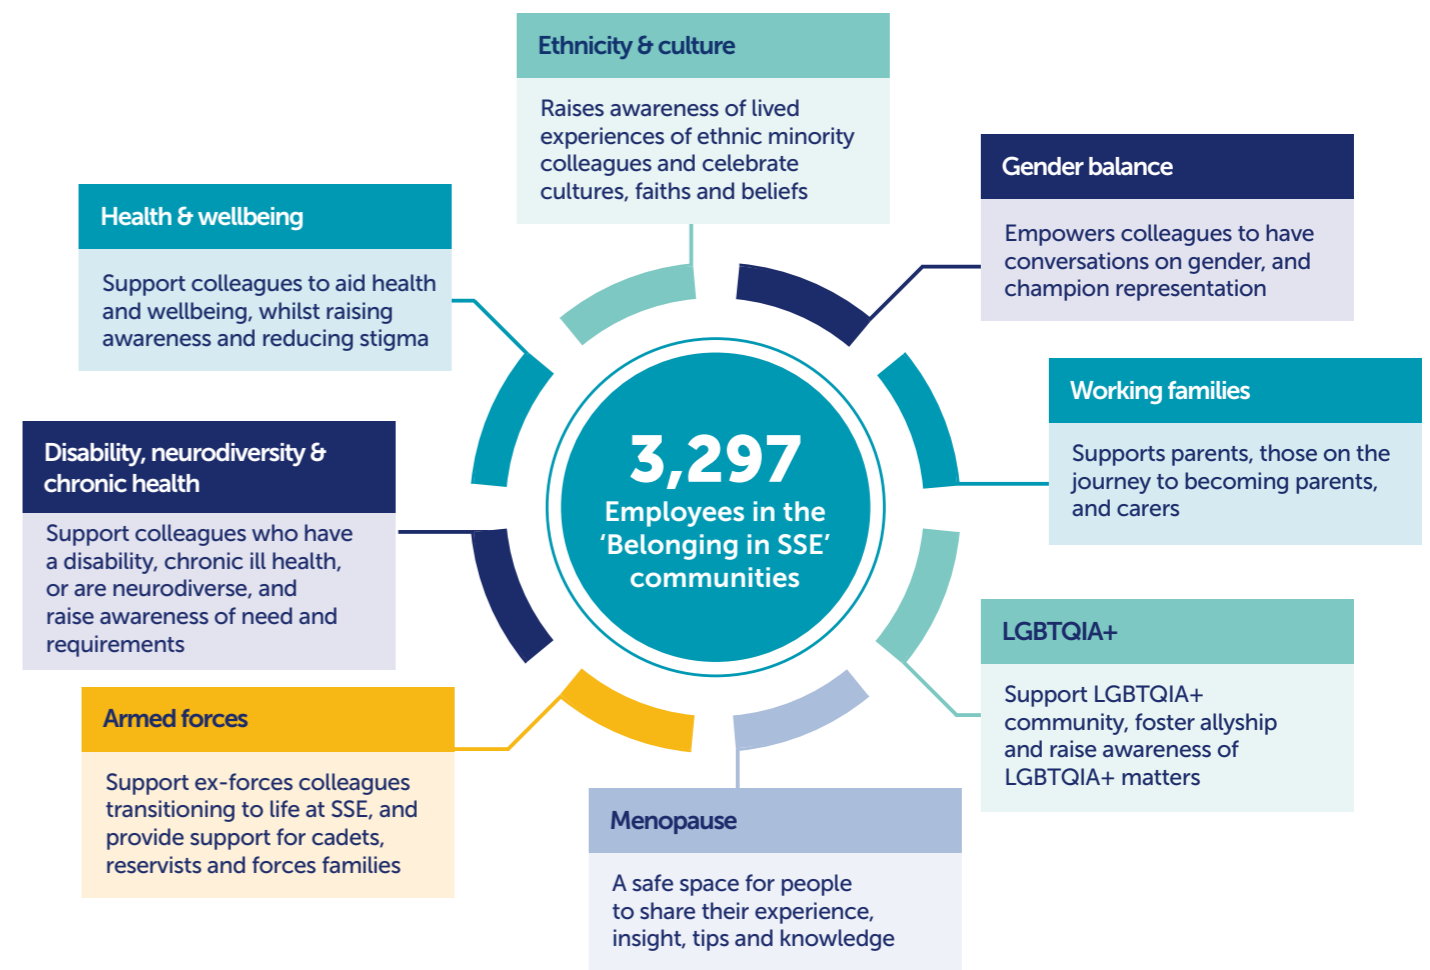 Ethnicity & culture
Raises awareness of lived
experiences of ethnic minority
colleagues and celebrate
cultures, faiths and beliefs
Gender balance
Empowers colleagues to have
conversations on gender, and
champion representation
Health & wellbeing
Support colleagues to aid health
and wellbeing, whilst raising
awareness and reducing stigma
Working families
Supports parents, those on the
journey to becoming parents,
and carers
Disability, neurodiversity &
chronic health
Support colleagues who have
a disability, chronic ill health,
or are neurodiverse, and
raise awareness of need and
requirements
3,297
Employees in the
‘Belonging in SSE’
communities
LGBTQIA+
Support LGBTQIA+
community, foster allyship
and raise awareness of
LGBTQIA+ matters
Armed forces
Support ex-forces colleagues
transitioning to life at SSE, and
provide support for cadets,
reservists and forces families
Menopause
A safe space for people
to share their experience,
insight, tips and knowledge